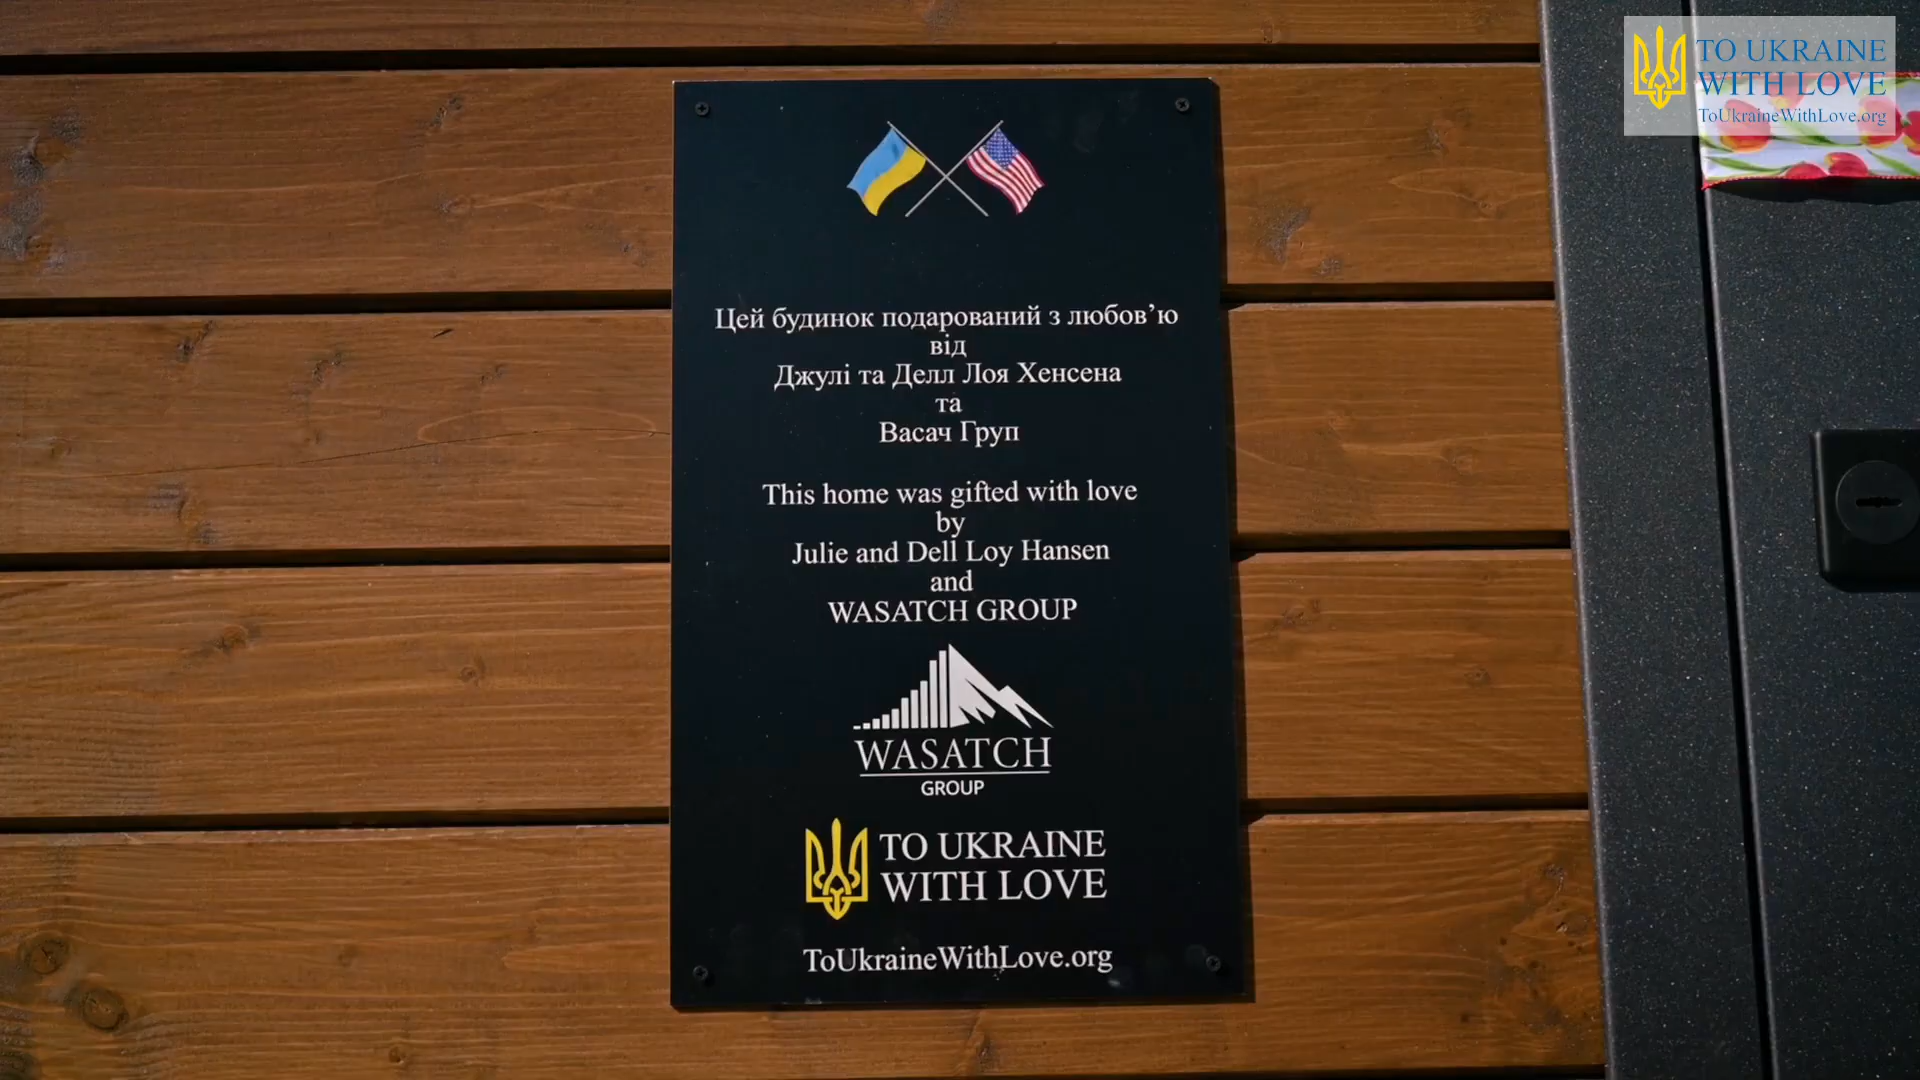 TO UKRAINE
WITH LOVE
ToUkraineWithLove.org
Цей будинок подарований з любов’ю
від
Джулі та Делл Лоя Хенсена
та
Васач Груп
This home was gifted with love
by
Julie and Dell Loy Hansen
and
WASATCH GROUP
WASATCH
GROUP
TO UKRAINE
WITH LOVE
ToUkraineWithLove.org